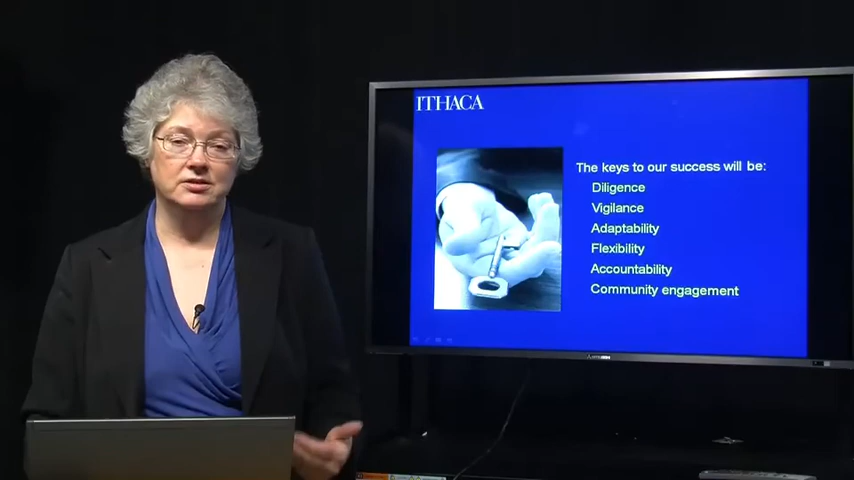 ITHACA
The keys to our success will be:
Diligence
Vigilance
Adaptability
Flexibility
Accountability
Community engagement